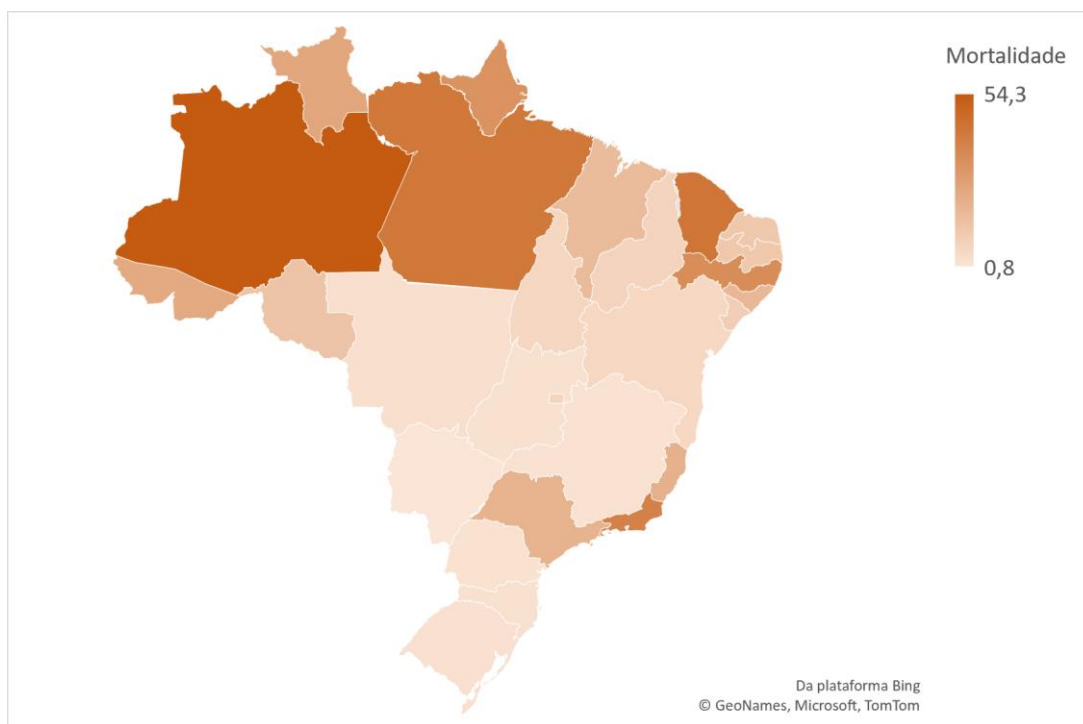 Mortalidade
54,3
0,8
Da plataforma Bing
© GeoNames, Microsoft, TomTom